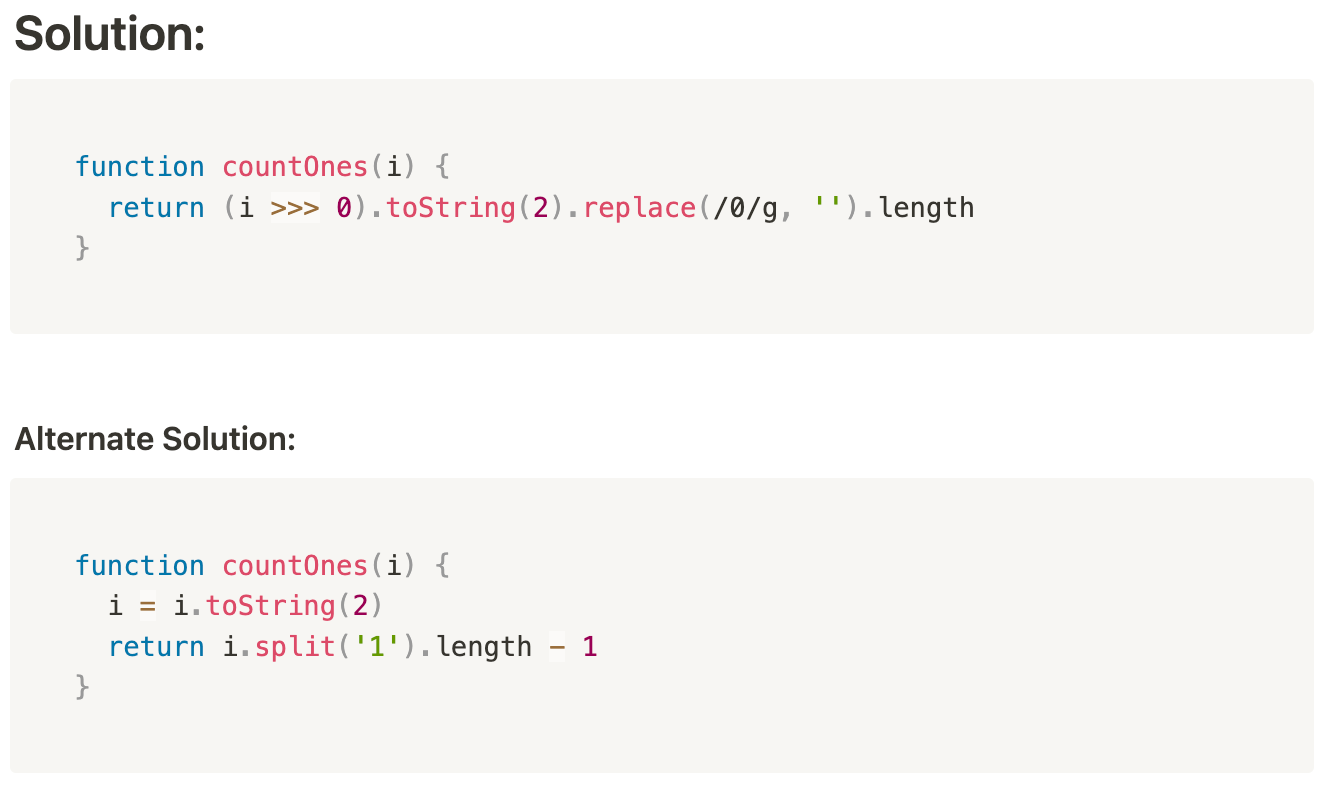 Solution:
function countOnes(i) {
  return (i >>> 0).toString(2).replace(/0/g, '').length
}
Alternate Solution:
function countOnes(i) {
  i = i.toString(2)
  return i.split('1').length - 1
}